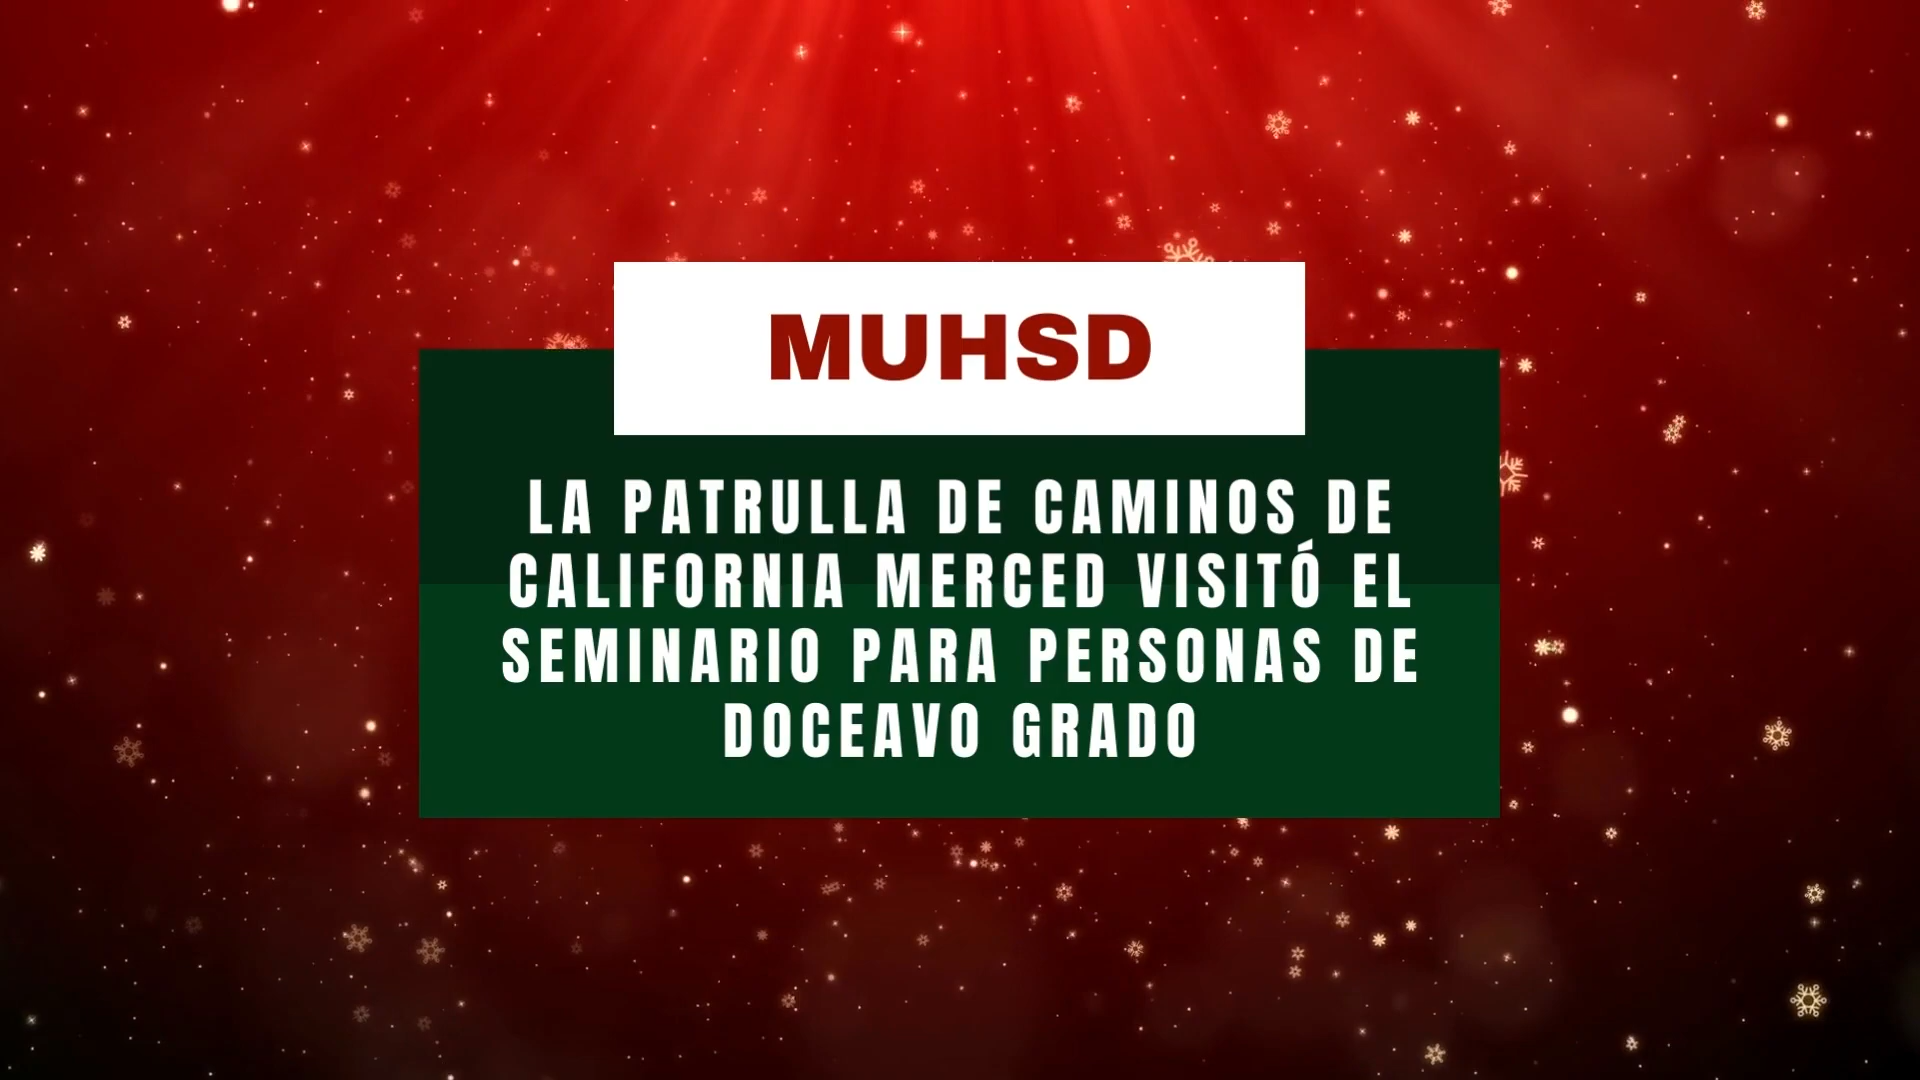 MUHSD
LA PATRULLA DE CAMINOS DE
CALIFORNIA MERCED VISITÓ EL
SEMINARIO PARA PERSONAS DE
DOCEAVO GRADO